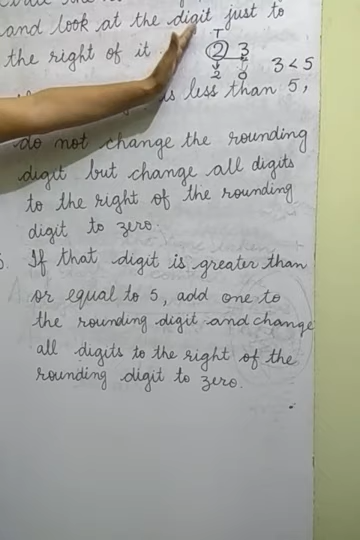 and look at the digit just to
the right of it
T
2 3 3 < 5
2 0
is less than 5,
do not change the rounding
digit but change all digits
to the right of the rounding
digit to zero.
If that digit is greater than
or equal to 5, add one to
the rounding digit and change
all digits to the right of the
rounding digit to zero.